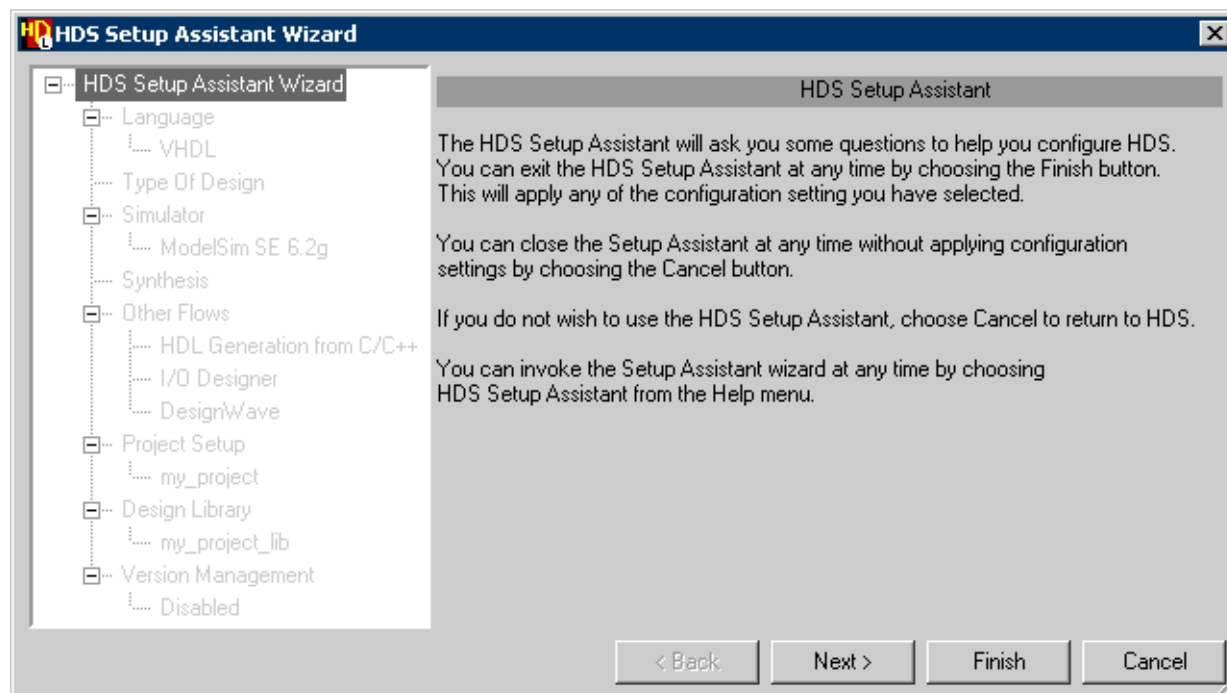 HDS Setup Assistant Wizard
HDS Setup Assistant Wizard
Language
VHDL
Type Of Design
Simulator
ModelSim SE 6.2g
Synthesis
Other Flows
HDL Generation from C/C++
I/O Designer
DesignWave
Project Setup
my_project
Design Library
my_project_lib
Version Management
Disabled
HDS Setup Assistant
The HDS Setup Assistant will ask you some questions to help you configure HDS.
You can exit the HDS Setup Assistant at any time by choosing the Finish button.
This will apply any of the configuration setting you have selected.
You can close the Setup Assistant at any time without applying configuration
settings by choosing the Cancel button.
If you do not wish to use the HDS Setup Assistant, choose Cancel to return to HDS.
You can invoke the Setup Assistant wizard at any time by choosing
HDS Setup Assistant from the Help menu.
< Back
Next >
Finish
Cancel